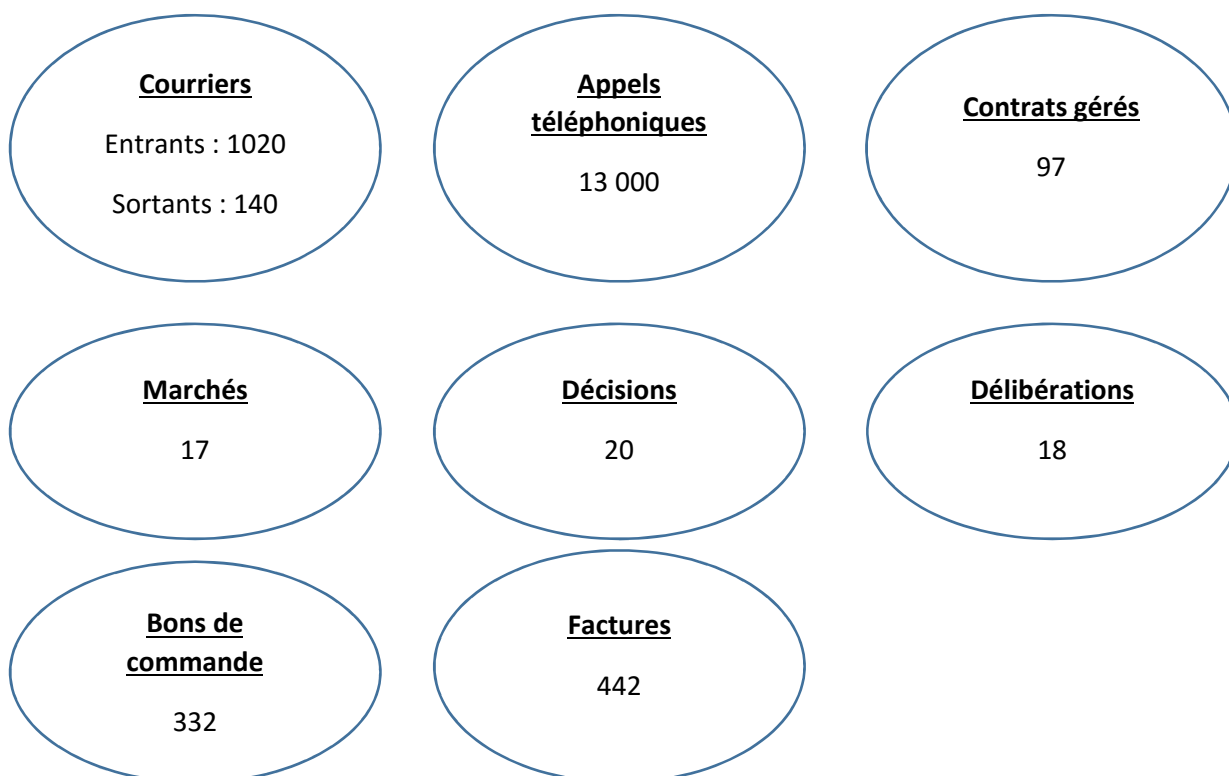 Courriers
Entrants : 1020
Sortants : 140
Appels
téléphoniques
13 000
Contrats gérés
97
Marchés
17
Décisions
20
Délibérations
18
Bons de
commande
332
Factures
442